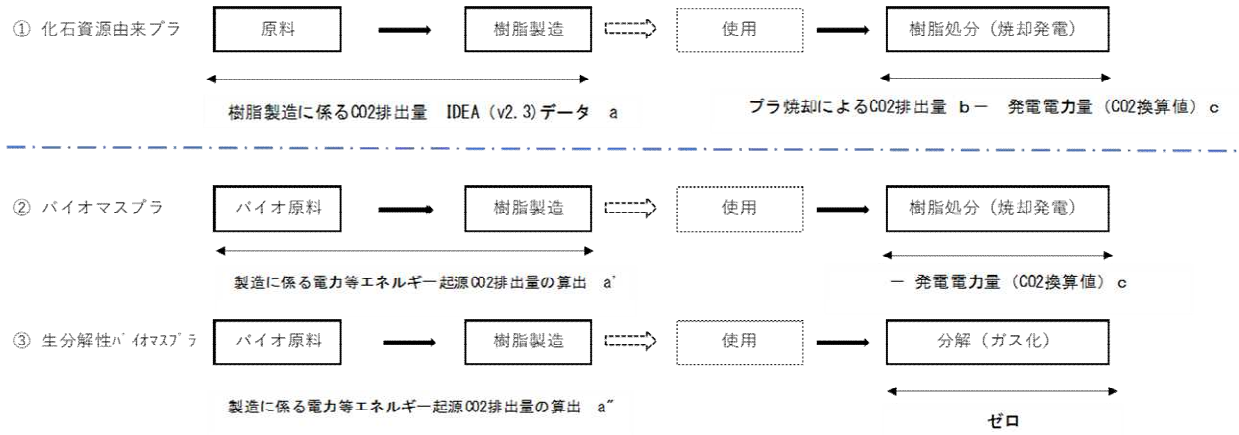 ① 化石資源由来プラ 原料 樹脂製造 使用 樹脂処分（焼却発電）
樹脂製造に係るCO2排出量　IDEA（v2.3）データ　a プラ焼却によるCO2排出量 b－ 発電電力量（CO2換算値）c
② バイオマスプラ バイオ原料 樹脂製造 使用 樹脂処分（焼却発電）
製造に係る電力等エネルギー起源CO2排出量の算出　a' － 発電電力量（CO2換算値）c
③ 生分解性ﾊﾞｲｵﾏｽﾌﾟﾗ バイオ原料 樹脂製造 使用 分解（ガス化）
製造に係る電力等エネルギー起源CO2排出量の算出　a" ゼロ